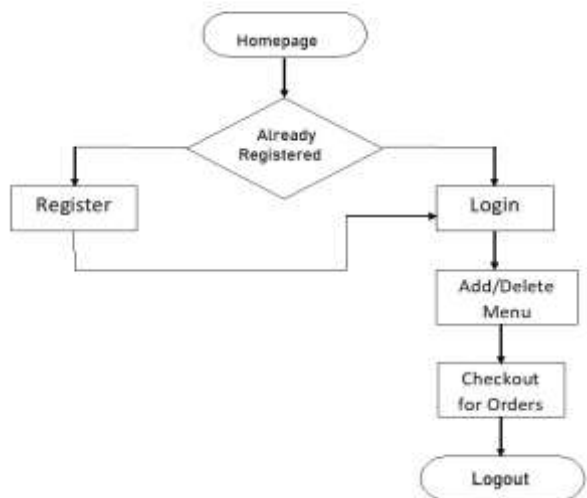 Homepage
Already
Registered
Register
Login
Add/Delete
Menu
Checkout
for Orders
Logout